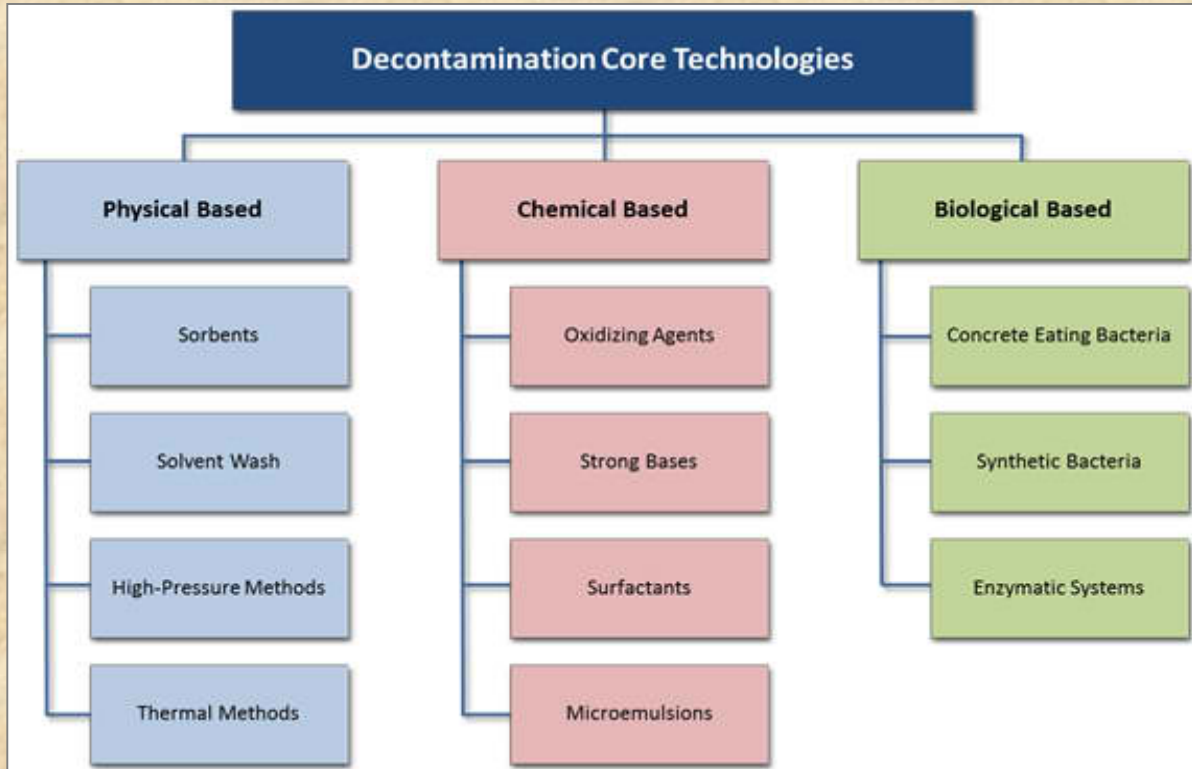 Decontamination Core Technologies
Physical Based
Sorbents
Solvent Wash
High-Pressure Methods
Thermal Methods
Chemical Based
Oxidizing Agents
Strong Bases
Surfactants
Microemulsions
Biological Based
Concrete Eating Bacteria
Synthetic Bacteria
Enzymatic Systems